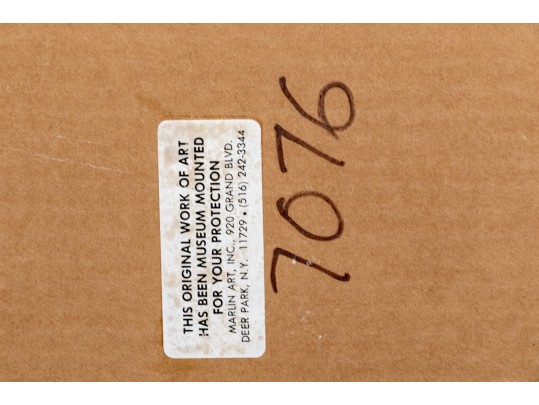 THIS ORIGINAL WORK OF ART
HAS BEEN MUSEUM MOUNTED
FOR YOUR PROTECTION
MARLIN ART, INC., 920 GRAND BLVD.
DEER PARK, N.Y. 11729 • (516) 242-3344
7076